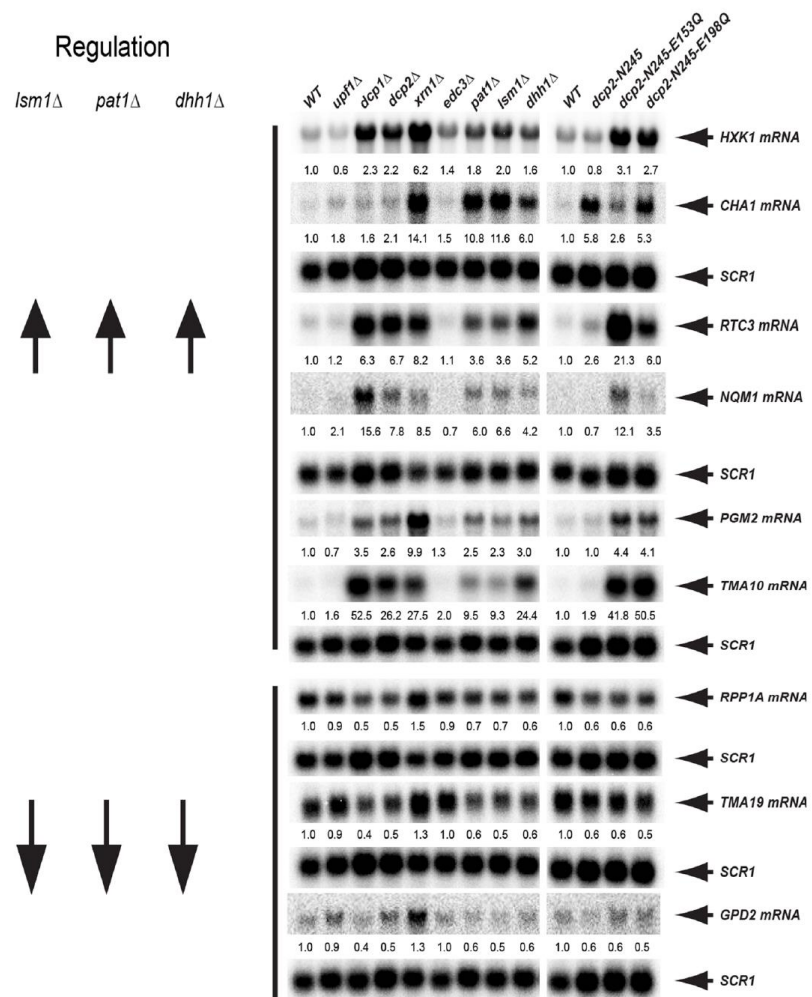 Regulation
lsm1Δ pat1Δ dhh1Δ
WT upf1Δ dcp1Δ dcp2Δ xrn1Δ edc3Δ pat1Δ lsm1Δ dhh1Δ WT dcp2-N245 dcp2-N245-E153Q dcp2-N245-E198Q
HXK1 mRNA
1.0 0.6 2.3 2.2 6.2 1.4 1.8 2.0 1.6 1.0 0.8 3.1 2.7
CHA1 mRNA
1.0 1.8 1.6 2.1 14.1 1.5 10.8 11.6 6.0 1.0 5.8 2.6 5.3
SCR1
RTC3 mRNA
1.0 1.2 6.3 6.7 8.2 1.1 3.6 3.6 5.2 1.0 2.6 21.3 6.0
NQM1 mRNA
1.0 2.1 15.6 7.8 8.5 0.7 6.0 6.6 4.2 1.0 0.7 12.1 3.5
SCR1
PGM2 mRNA
1.0 0.7 3.5 2.6 9.9 1.3 2.5 2.3 3.0 1.0 1.0 4.4 4.1
TMA10 mRNA
1.0 1.6 52.5 26.2 27.5 2.0 9.5 9.3 24.4 1.0 1.9 41.8 50.5
SCR1
RPP1A mRNA
1.0 0.9 0.5 0.5 1.5 0.9 0.7 0.7 0.6 1.0 0.6 0.6 0.6
SCR1
TMA19 mRNA
1.0 0.9 0.4 0.5 1.3 1.0 0.6 0.5 0.6 1.0 0.6 0.6 0.5
SCR1
GPD2 mRNA
1.0 0.9 0.4 0.5 1.3 1.0 0.6 0.5 0.6 1.0 0.6 0.6 0.5
SCR1